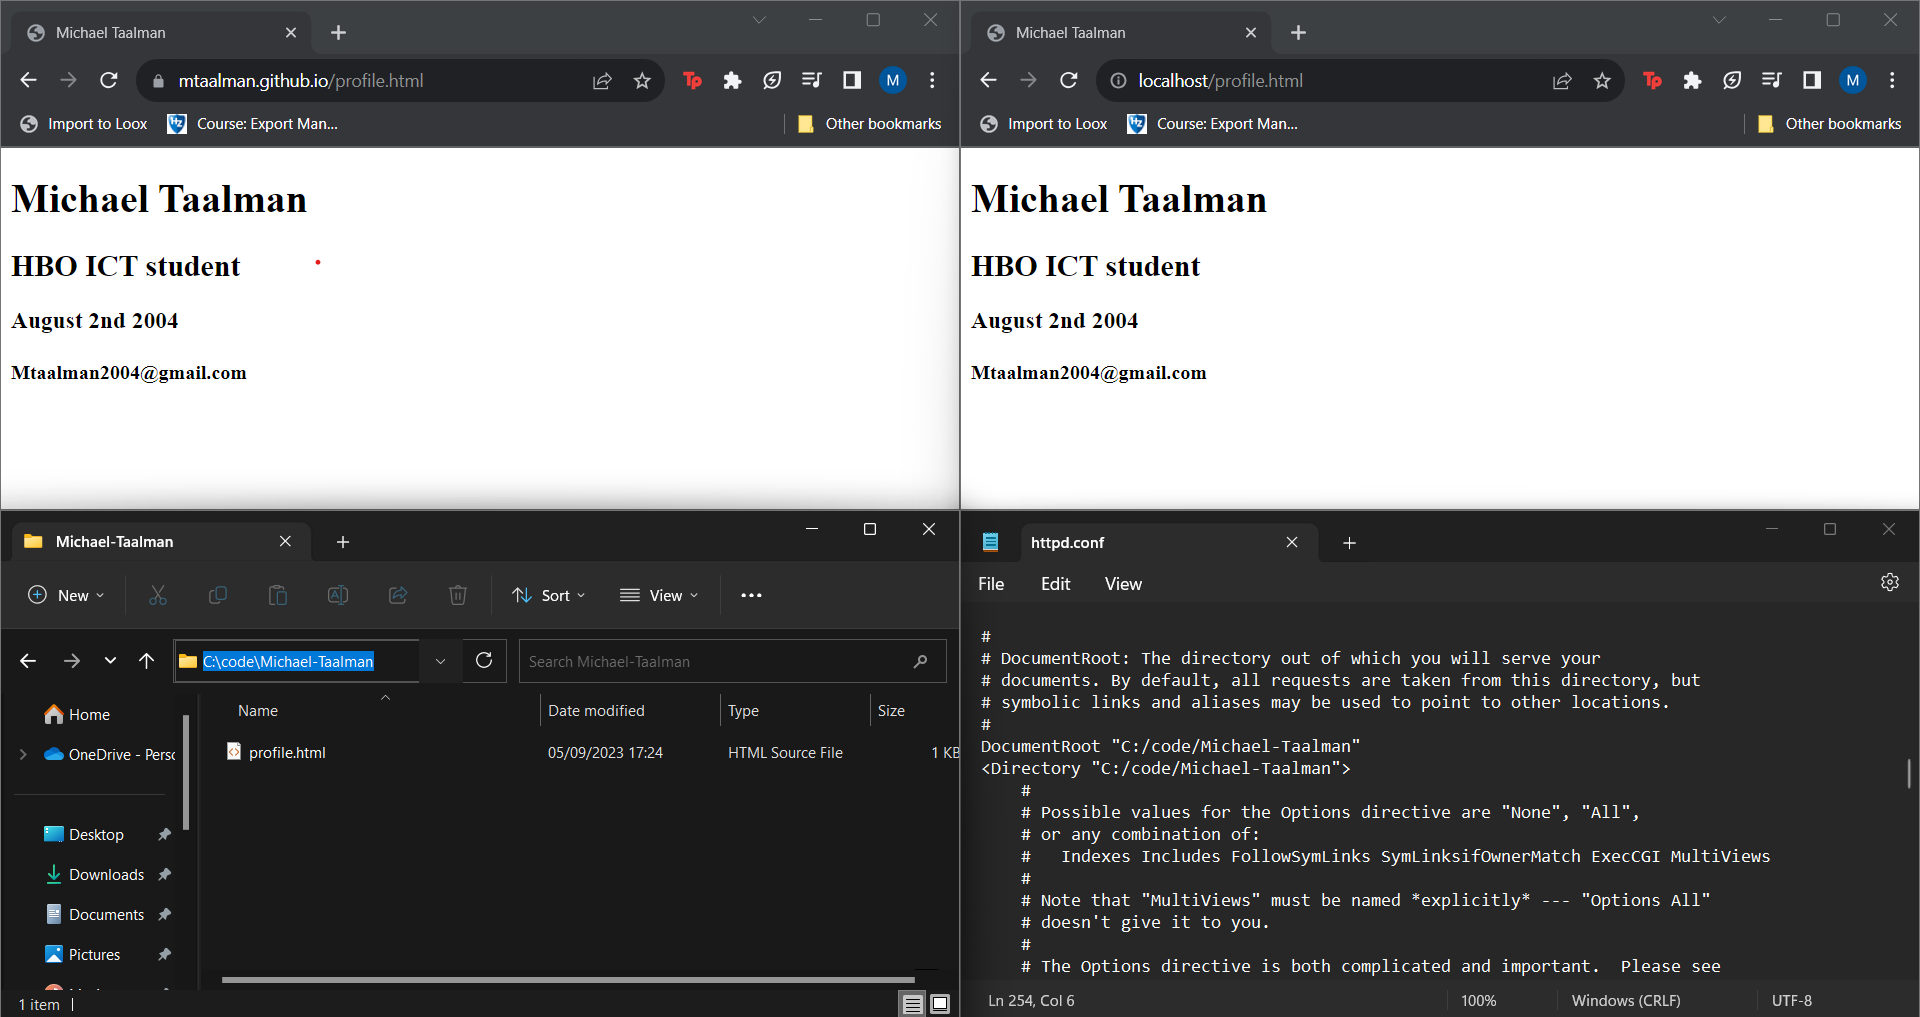 Michael Taalman
mtaalman.github.io/profile.html
Tp
M
Import to Loox
HZ
Course: Export Man...
Other bookmarks
Michael Taalman
HBO ICT student
August 2nd 2004
Mtaalman2004@gmail.com
Michael Taalman
localhost/profile.html
Tp
M
Import to Loox
HZ
Course: Export Man...
Other bookmarks
Michael Taalman
HBO ICT student
August 2nd 2004
Mtaalman2004@gmail.com
Michael-Taalman
New
Sort
View
C:\code\Michael-Taalman
Search Michael-Taalman
Home
OneDrive - Perso
Desktop
Downloads
Documents
Pictures
Name
Date modified
Type
Size
profile.html
05/09/2023 17:24
HTML Source File
1 KB
1 item
httpd.conf
File
Edit
View
#
# DocumentRoot: The directory out of which you will serve your
# documents. By default, all requests are taken from this directory, but
# symbolic links and aliases may be used to point to other locations.
#
DocumentRoot "C:/code/Michael-Taalman"
<Directory "C:/code/Michael-Taalman">
#
# Possible values for the Options directive are "None", "All",
# or any combination of:
#   Indexes Includes FollowSymLinks SymLinksifOwnerMatch ExecCGI MultiViews
#
# Note that "MultiViews" must be named *explicitly* --- "Options All"
# doesn't give it to you.
#
# The Options directive is both complicated and important.  Please see
Ln 254, Col 6
100%
Windows (CRLF)
UTF-8